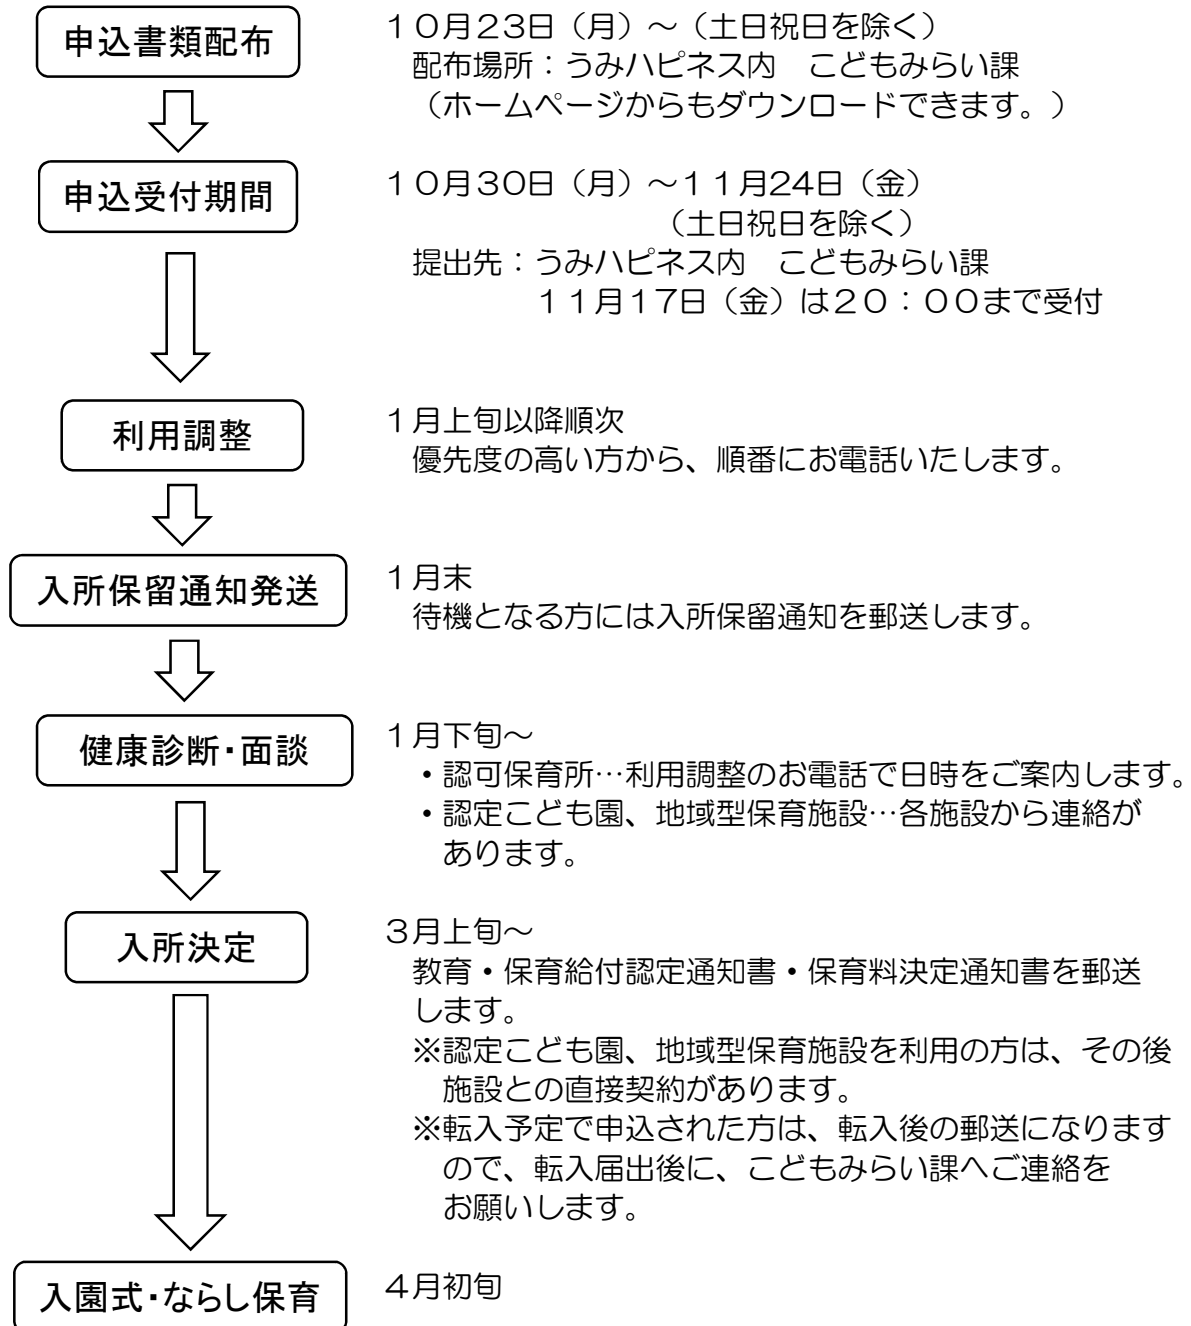 申込書類配布
１０月２３日（月）～（土日祝日を除く）
配布場所：うみハピネス内　こどもみらい課
（ホームページからもダウンロードできます。）
申込受付期間
１０月３０日（月）～１１月２４日（金）
（土日祝日を除く）
提出先：うみハピネス内　こどもみらい課
１１月１７日（金）は２０：００まで受付
利用調整
１月上旬以降順次
優先度の高い方から、順番にお電話いたします。
入所保留通知発送
１月末
待機となる方には入所保留通知を郵送します。
健康診断・面談
１月下旬～
・認可保育所…利用調整のお電話で日時をご案内します。
・認定こども園、地域型保育施設…各施設から連絡が
あります。
入所決定
３月上旬～
教育・保育給付認定通知書・保育料決定通知書を郵送
します。
※認定こども園、地域型保育施設を利用の方は、その後
施設との直接契約があります。
※転入予定で申込された方は、転入後の郵送になります
ので、転入届出後に、こどもみらい課へご連絡を
お願いします。
入園式・ならし保育
４月初旬